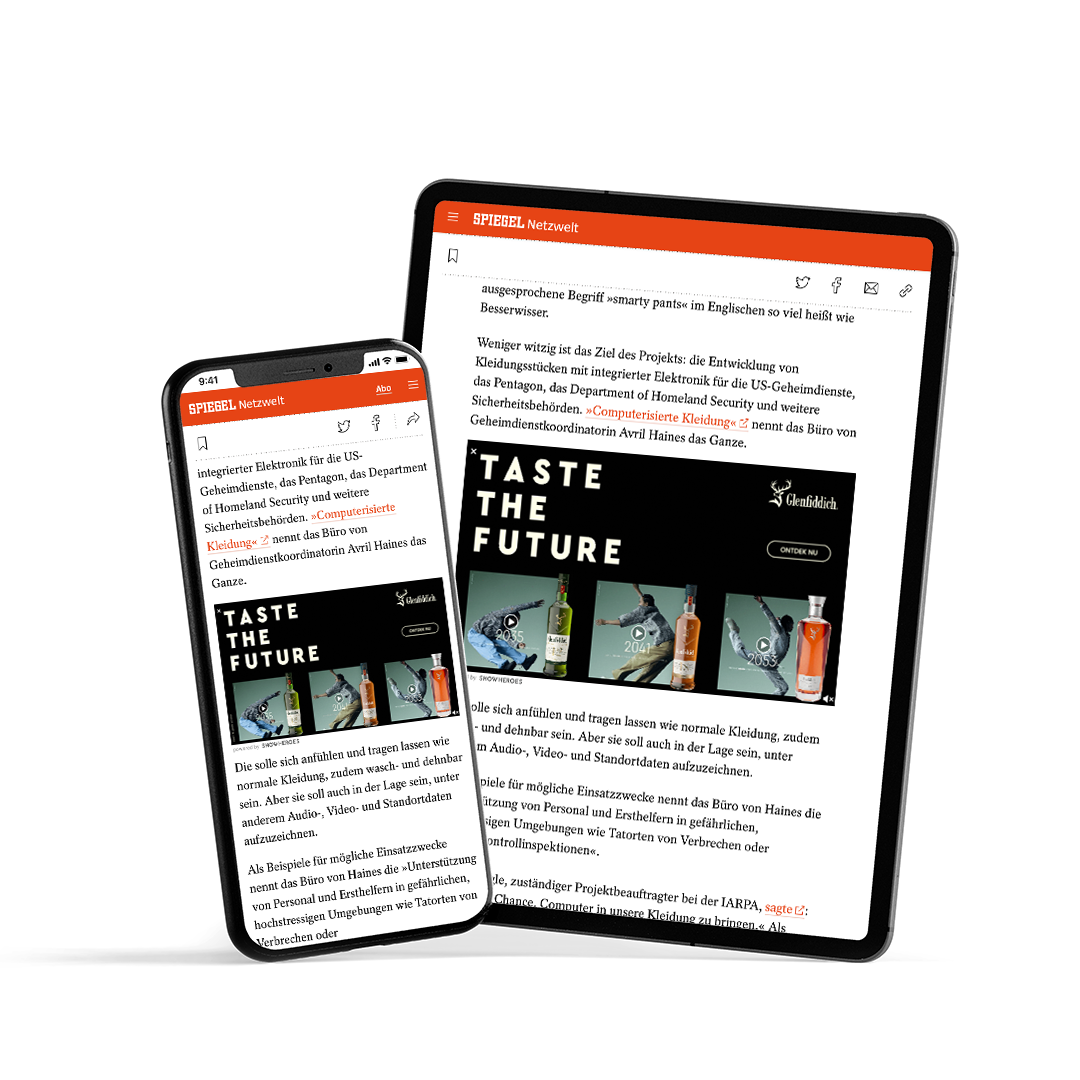 9:41
SPIEGEL Netzwelt
Abo
integrierter Elektronik für die US-
Geheimdienste, das Pentagon, das Department
of Homeland Security und weitere
Sicherheitsbehörden. »Computerisierte
Kleidung« nennt das Büro von
Geheimdienstkoordinatorin Avril Haines das
Ganze.
TASTE
THE
FUTURE
Glenfiddich.
ONTDEK NU
2035
2041
2053
powered by SHOWHEROES
Die solle sich anfühlen und tragen lassen wie
normale Kleidung, zudem wasch- und dehnbar
sein. Aber sie soll auch in der Lage sein, unter
anderem Audio-, Video- und Standortdaten
aufzuzeichnen.
Als Beispiele für mögliche Einsatzzwecke
nennt das Büro von Haines die »Unterstützung
von Personal und Ersthelfern in gefährlichen,
hochstressigen Umgebungen wie Tatorten von
Verbrechen oder
SPIEGEL Netzwelt
ausgesprochene Begriff »smarty pants« im Englischen so viel heißt wie
Besserwisser.
Weniger witzig ist das Ziel des Projekts: die Entwicklung von
Kleidungsstücken mit integrierter Elektronik für die US-Geheimdienste,
das Pentagon, das Department of Homeland Security und weitere
Sicherheitsbehörden. »Computerisierte Kleidung« nennt das Büro von
Geheimdienstkoordinatorin Avril Haines das Ganze.
TASTE
THE
FUTURE
Glenfiddich.
ONTDEK NU
2035
2041
2053
by SHOWHEROES
olle sich anfühlen und tragen lassen wie normale Kleidung, zudem
- und dehnbar sein. Aber sie soll auch in der Lage sein, unter
m Audio-, Video- und Standortdaten aufzuzeichnen.
piele für mögliche Einsatzzwecke nennt das Büro von Haines die
ützung von Personal und Ersthelfern in gefährlichen,
sigen Umgebungen wie Tatorten von Verbrechen oder
ontrollinspektionen«.
gle, zuständiger Projektbeauftragter bei der IARPA, sagte:
Chance, Computer in unsere Kleidung zu bringen.« Als